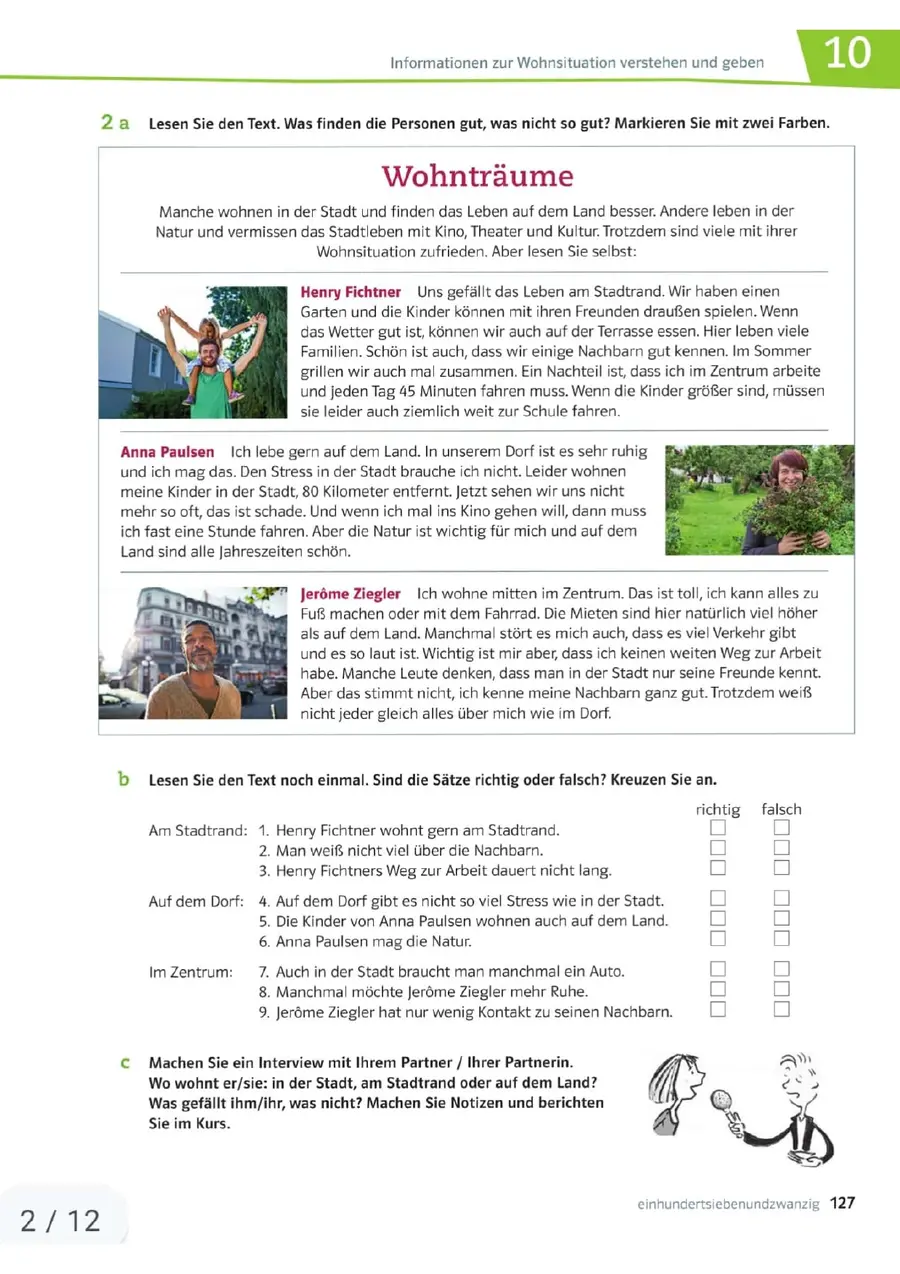 Informationen zur Wohnsituation verstehen und geben
10
2 a Lesen Sie den Text. Was finden die Personen gut, was nicht so gut? Markieren Sie mit zwei Farben.
Wohnträume
Manche wohnen in der Stadt und finden das Leben auf dem Land besser. Andere leben in der
Natur und vermissen das Stadtleben mit Kino, Theater und Kultur. Trotzdem sind viele mit ihrer
Wohnsituation zufrieden. Aber lesen Sie selbst:
Henry Fichtner Uns gefällt das Leben am Stadtrand. Wir haben einen
Garten und die Kinder können mit ihren Freunden draußen spielen. Wenn
das Wetter gut ist, können wir auch auf der Terrasse essen. Hier leben viele
Familien. Schön ist auch, dass wir einige Nachbarn gut kennen. Im Sommer
grillen wir auch mal zusammen. Ein Nachteil ist, dass ich im Zentrum arbeite
und jeden Tag 45 Minuten fahren muss. Wenn die Kinder größer sind, müssen
sie leider auch ziemlich weit zur Schule fahren.
Anna Paulsen Ich lebe gern auf dem Land. In unserem Dorf ist es sehr ruhig
und ich mag das. Den Stress in der Stadt brauche ich nicht. Leider wohnen
meine Kinder in der Stadt, 80 Kilometer entfernt. Jetzt sehen wir uns nicht
mehr so oft, das ist schade. Und wenn ich mal ins Kino gehen will, dann muss
ich fast eine Stunde fahren. Aber die Natur ist wichtig für mich und auf dem
Land sind alle Jahreszeiten schön.
Jerôme Ziegler Ich wohne mitten im Zentrum. Das ist toll, ich kann alles zu
Fuß machen oder mit dem Fahrrad. Die Mieten sind hier natürlich viel höher
als auf dem Land. Manchmal stört es mich auch, dass es viel Verkehr gibt
und es so laut ist. Wichtig ist mir aber, dass ich keinen weiten Weg zur Arbeit
habe. Manche Leute denken, dass man in der Stadt nur seine Freunde kennt.
Aber das stimmt nicht, ich kenne meine Nachbarn ganz gut. Trotzdem weiß
nicht jeder gleich alles über mich wie im Dorf.
b Lesen Sie den Text noch einmal. Sind die Sätze richtig oder falsch? Kreuzen Sie an.
richtig falsch
Am Stadtrand: 1. Henry Fichtner wohnt gern am Stadtrand.
2. Man weiß nicht viel über die Nachbarn.
3. Henry Fichtners Weg zur Arbeit dauert nicht lang.
Auf dem Dorf: 4. Auf dem Dorf gibt es nicht so viel Stress wie in der Stadt.
5. Die Kinder von Anna Paulsen wohnen auch auf dem Land.
6. Anna Paulsen mag die Natur.
Im Zentrum: 7. Auch in der Stadt braucht man manchmal ein Auto.
8. Manchmal möchte Jerôme Ziegler mehr Ruhe.
9. Jerôme Ziegler hat nur wenig Kontakt zu seinen Nachbarn.
c Machen Sie ein Interview mit Ihrem Partner / Ihrer Partnerin.
Wo wohnt er/sie: in der Stadt, am Stadtrand oder auf dem Land?
Was gefällt ihm/ihr, was nicht? Machen Sie Notizen und berichten
Sie im Kurs.
einhundertsiebenundzwanzig 127
2 / 12